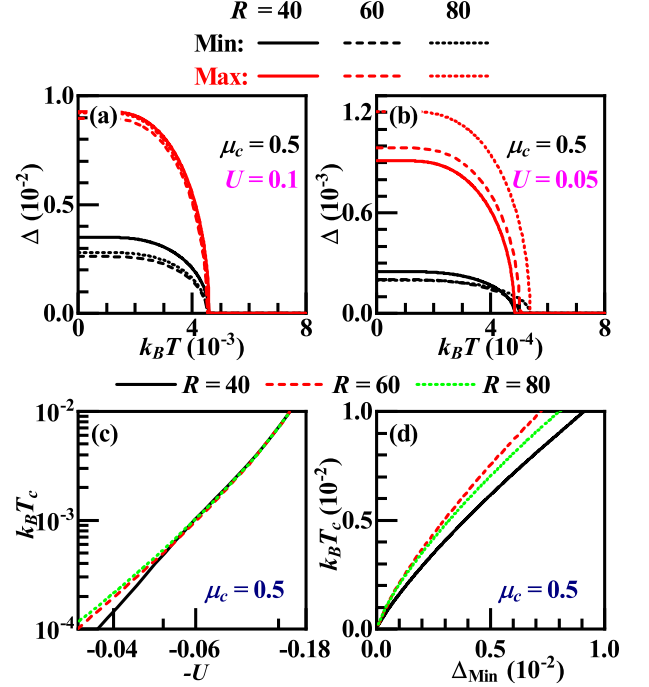 R = 40 60 80
Min:
Max:
(a)
μc = 0.5
U = 0.1
Δ (10-2)
1.0
0.5
0.0
0 4 8
kBT (10-3)
(b)
μc = 0.5
U = 0.05
Δ (10-3)
1.2
0.9
0.6
0.3
0.0
0 4 8
kBT (10-4)
R = 40 R = 60 R = 80
(c)
μc = 0.5
kBTc
10-2
10-3
10-4
-0.04 -0.06 -0.18
-U
(d)
μc = 0.5
kBTc (10-2)
1.0
0.5
0.0
0.0 0.5 1.0
ΔMin (10-2)